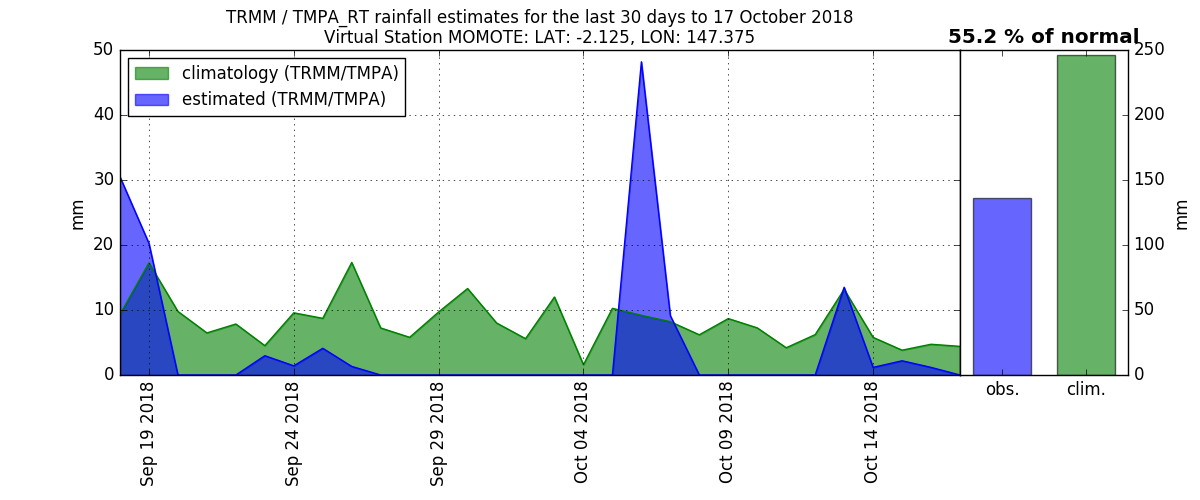 TRMM / TMPA_RT rainfall estimates for the last 30 days to 17 October 2018
Virtual Station MOMOTE: LAT: -2.125, LON: 147.375
55.2 % of normal
climatology (TRMM/TMPA)
estimated (TRMM/TMPA)
50
40
30
20
10
0
mm
Sep 19 2018
Sep 24 2018
Sep 29 2018
Oct 04 2018
Oct 09 2018
Oct 14 2018
obs.
clim.
250
200
150
100
50
0
mm